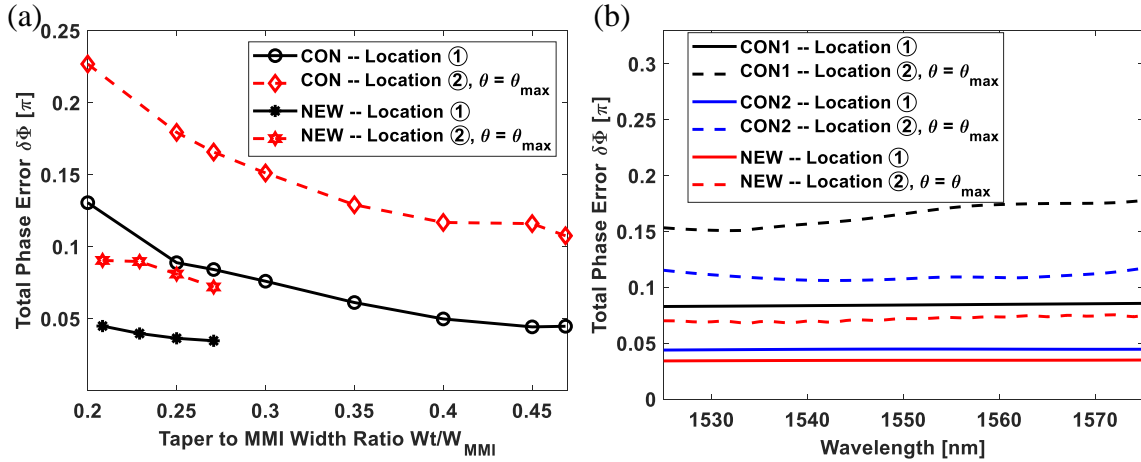 (a)
0.25
0.2
0.15
0.1
0.05
Total Phase Error δΦ [π]
CON -- Location ①
CON -- Location ②, θ = θmax
NEW -- Location ①
NEW -- Location ②, θ = θmax
0.2 0.25 0.3 0.35 0.4 0.45
Taper to MMI Width Ratio Wt/WMMI
(b)
0.3
0.25
0.2
0.15
0.1
0.05
0
Total Phase Error δΦ [π]
CON1 -- Location ①
CON1 -- Location ②, θ = θmax
CON2 -- Location ①
CON2 -- Location ②, θ = θmax
NEW -- Location ①
NEW -- Location ②, θ = θmax
1530 1540 1550 1560 1570
Wavelength [nm]